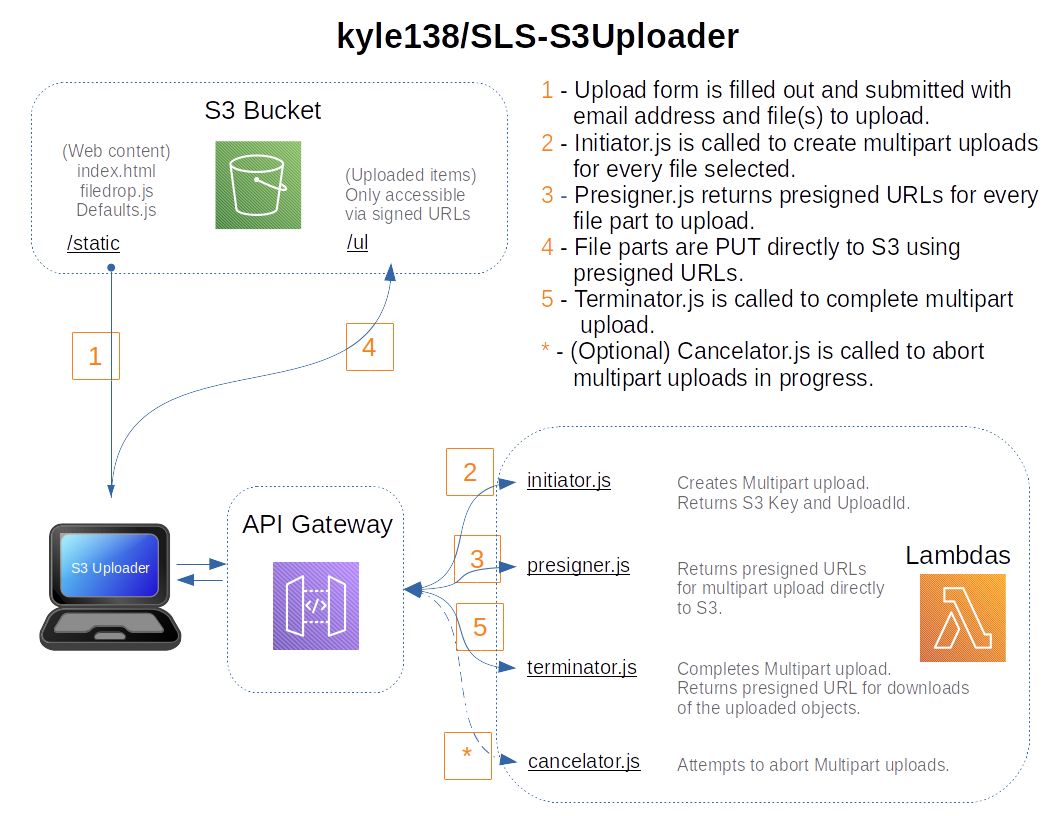 kyle138/SLS-S3Uploader
S3 Bucket
(Web content)
index.html
filedrop.js
Defaults.js
/static
(Uploaded items)
Only accessible
via signed URLs
/ul
1 - Upload form is filled out and submitted with
email address and file(s) to upload.
2 - Initiator.js is called to create multipart uploads
for every file selected.
3 - Presigner.js returns presigned URLs for every
file part to upload.
4 - File parts are PUT directly to S3 using
presigned URLs.
5 - Terminator.js is called to complete multipart
upload.
* - (Optional) Cancelator.js is called to abort
multipart uploads in progress.
1
4
S3 Uploader
API Gateway
</>
2
3
5
*
initiator.js
Creates Multipart upload.
Returns S3 Key and UploadId.
presigner.js
Returns presigned URLs
for multipart upload directly
to S3.
Lambdas
terminator.js
Completes Multipart upload.
Returns presigned URL for downloads
of the uploaded objects.
cancelator.js
Attempts to abort Multipart uploads.